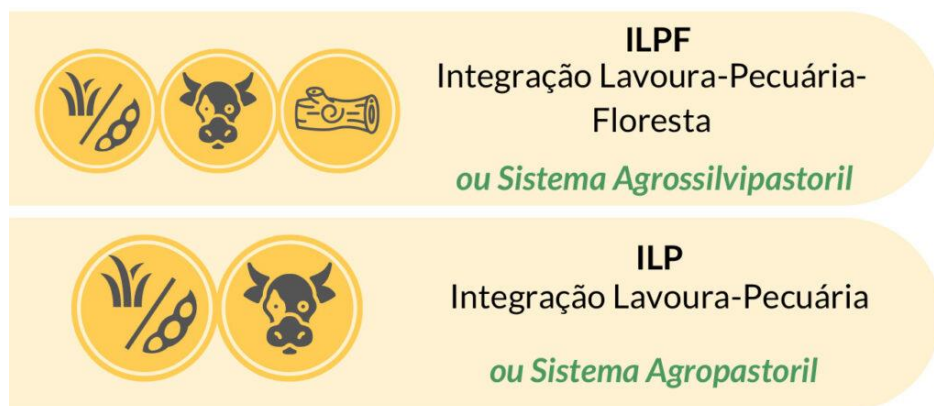 ILPF
Integração Lavoura-Pecuária-
Floresta
ou Sistema Agrossilvipastoril
ILP
Integração Lavoura-Pecuária
ou Sistema Agropastoril